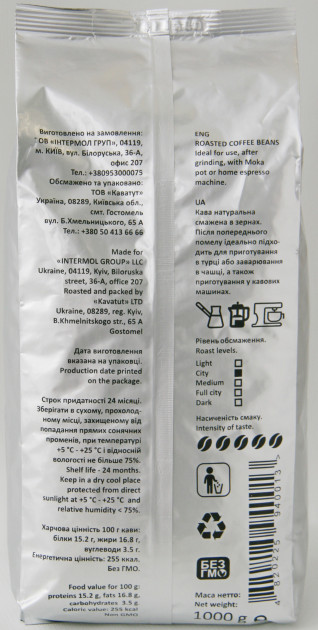 Виготовлено на замовлення:
ТОВ «ІНТЕРМОЛ ГРУП», 04119,
м. КИЇВ, вул. Білоруська, 36-А,
офис 207
Тел.: +380953000075
Обсмажено та упаковано:
ТОВ «Каватут»
Україна, 08289, Київська обл.,
смт. Гостомель
вул. Б.Хмельницького, 65 А
Тел.: +380 50 413 66 66
Made for
«INTERMOL GROUP» LLC
Ukraine, 04119, Kyiv, Biloruska
street, 36-A, office 207
Roasted and packed by
«Kavatut» LTD
Ukraine, 08289, reg. Kyiv,
B.Khmelnitskogo str., 65 A
Gostomel
Дата виготовлення
вказана на упаковці.
Production date printed
on the package.
Строк придатності 24 місяці.
Зберігати в сухому, прохолод-
ному місці, захищеному від
попадання прямих сонячних
променів, при температурі
+5 °C - +25 °C і відносній
вологості не більше 75%.
Shelf life - 24 months.
Keep in a dry cool place
protected from direct
sunlight at +5 °C - +25 °C and
relative humidity < 75%.
Харчова цінність 100 г кави:
білки 15.2 г, жири 16.8 г,
вуглеводи 3.5 г.
Енергетична цінність: 255 ккал.
Без ГМО.
Food value for 100 g:
proteins 15.2 g, fats 16.8 g,
carbohydrates 3.5 g
Caloric value: 255 kcal
Non GMO
ENG
ROASTED COFFEE BEANS
Ideal for use, after
grinding, with Moka
pot or home espresso
machine.
UA
Кава натуральна
смажена в зернах.
Після попереднього
помелу ідеально підхо-
дить для приготування
в турці або заварювання
в чашці, а також
приготування у кавових
машинах.
Рівень обсмаження.
Roast levels.
Light
City
Medium
Full city
Dark
Насиченість смаку.
Intensity of taste.
БЕЗ
ГМО
Маса нетто:
Net weight:
1000 g
4 820225 940013 >